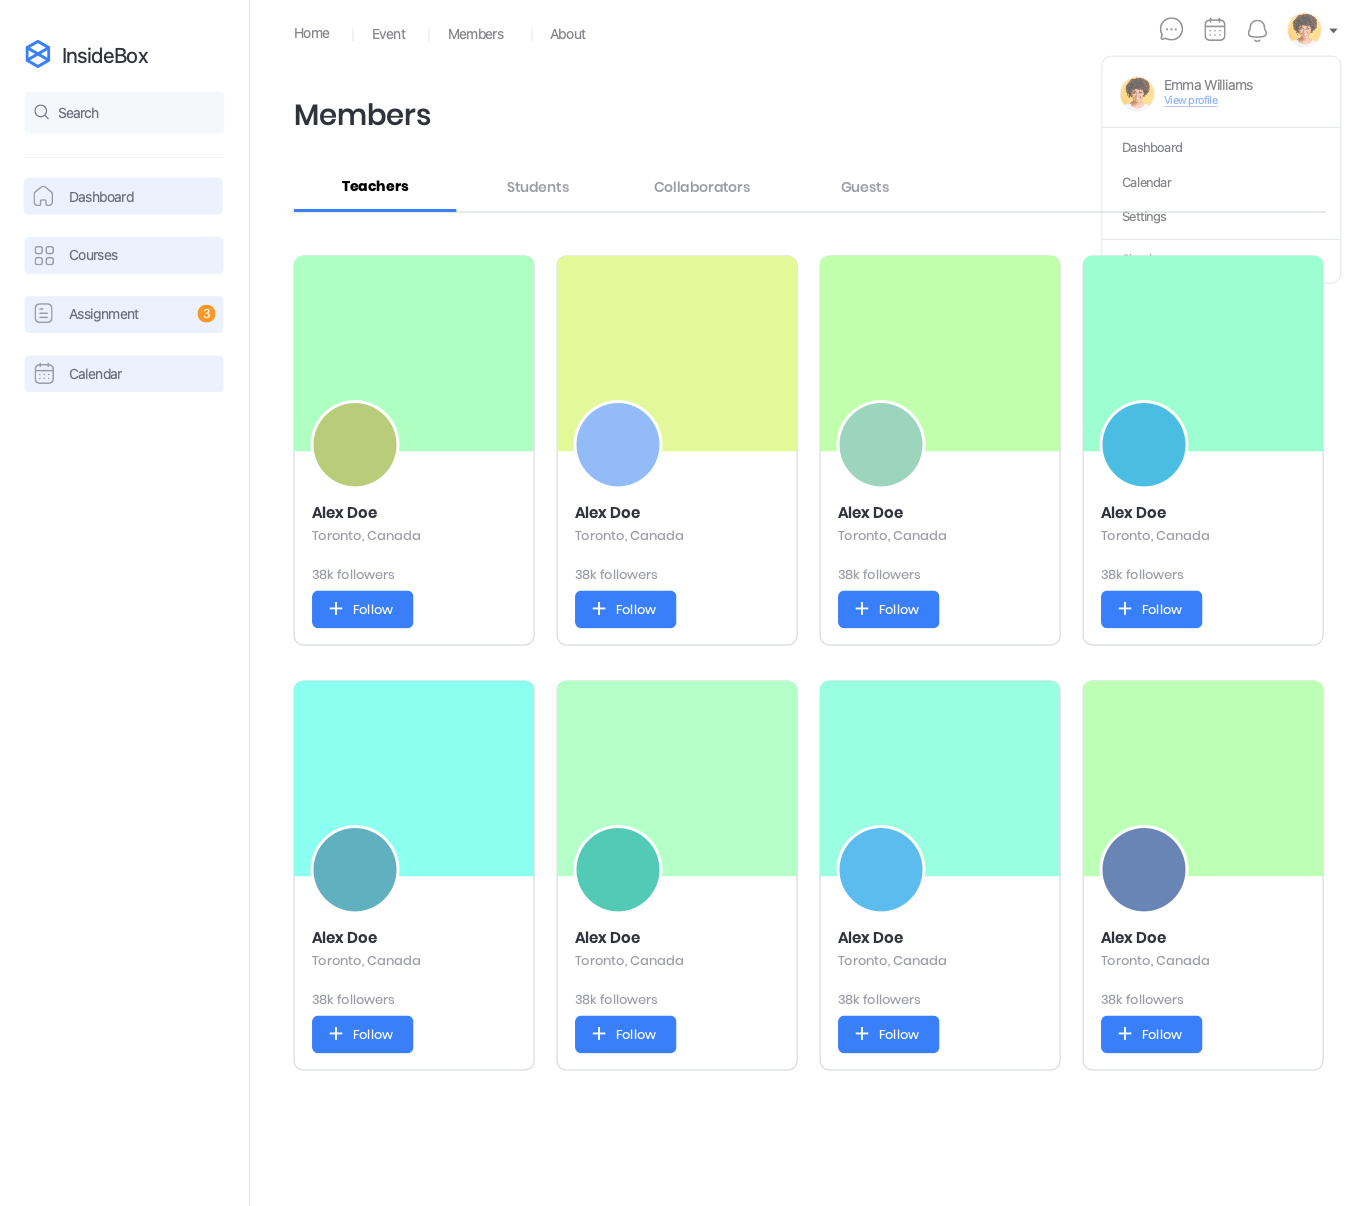 Home
Event
Members
About
InsideBox
Search
Emma Williams
View profile
Members
Dashboard
Calendar
Settings
Teachers
Students
Collaborators
Guests
Dashboard
Courses
Assignment
3
Calendar
Alex Doe
Toronto, Canada
38k followers
Follow
Alex Doe
Toronto, Canada
38k followers
Follow
Alex Doe
Toronto, Canada
38k followers
Follow
Alex Doe
Toronto, Canada
38k followers
Follow
Alex Doe
Toronto, Canada
38k followers
Follow
Alex Doe
Toronto, Canada
38k followers
Follow
Alex Doe
Toronto, Canada
38k followers
Follow
Alex Doe
Toronto, Canada
38k followers
Follow